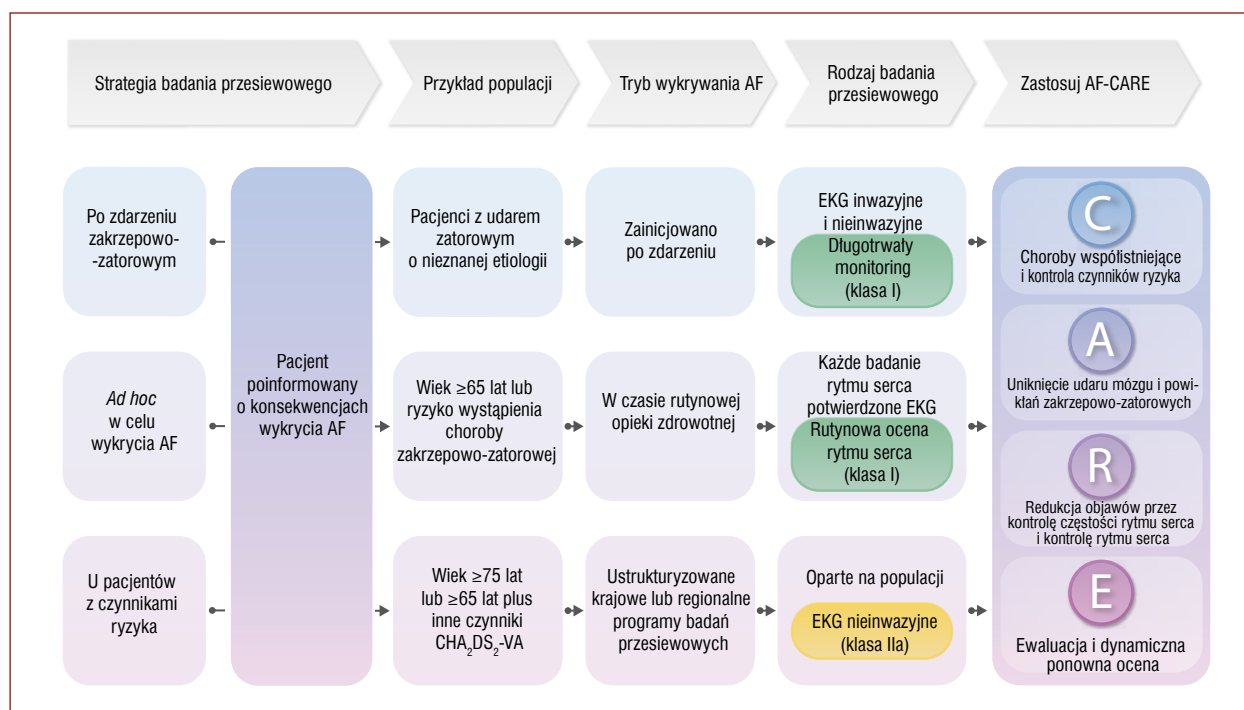 Strategia badania przesiewowego
Przykład populacji
Tryb wykrywania AF
Rodzaj badania
przesiewowego
Zastosuj AF-CARE
Po zdarzeniu
zakrzepowo-
-zatorowym
Pacjent
poinformowany
o konsekwencjach
wykrycia AF
Pacjenci z udarem
zatorowym
o nieznanej etiologii
Zainicjowano
po zdarzeniu
EKG inwazyjne
i nieinwazyjne
Długotrwały
monitoring
(klasa I)
Ad hoc
w celu
wykrycia AF
Wiek ≥65 lat lub
ryzyko wystąpienia
choroby
zakrzepowo-zatorowej
W czasie rutynowej
opieki zdrowotnej
Każde badanie
rytmu serca
potwierdzone EKG
Rutynowa ocena
rytmu serca
(klasa I)
U pacjentów
z czynnikami
ryzyka
Wiek ≥75 lat
lub ≥65 lat plus
inne czynniki
CHA₂DS₂-VA
Ustrukturyzowane
krajowe lub regionalne
programy badań
przesiewowych
Oparte na populacji
EKG nieinwazyjne
(klasa IIa)
C
Choroby współistniejące
i kontrola czynników ryzyka
A
Uniknięcie udaru mózgu i powi-
kłań zakrzepowo-zatorowych
R
Redukcja objawów przez
kontrolę częstości rytmu serca
i kontrolę rytmu serca
E
Ewaluacja i dynamiczna
ponowna ocena